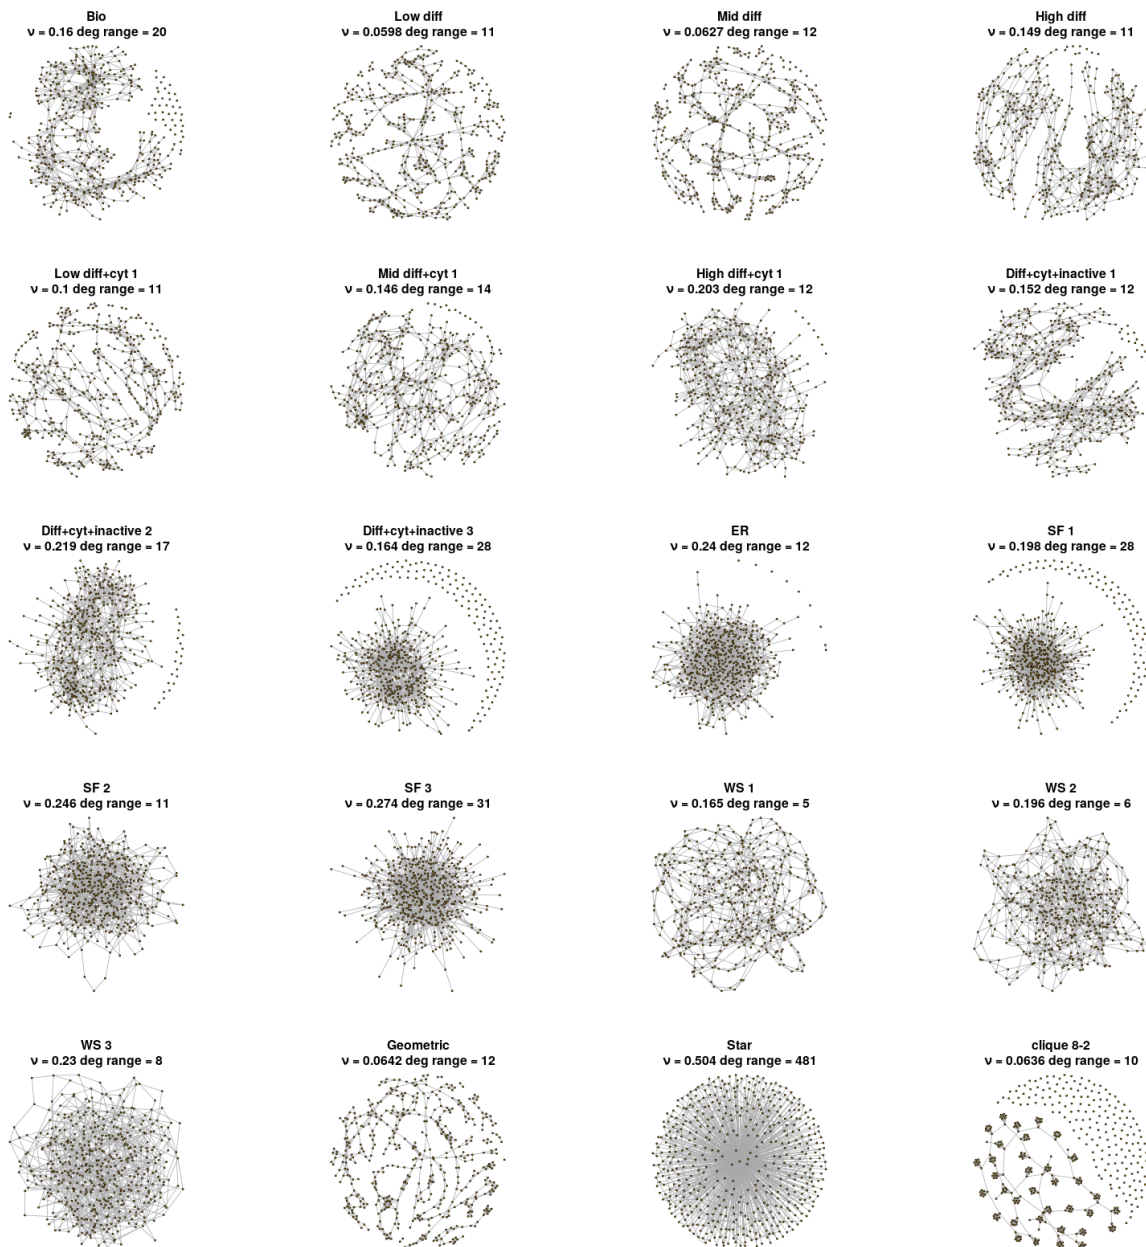 Bio
ν = 0.16 deg range = 20
Low diff
ν = 0.0598 deg range = 11
Mid diff
ν = 0.0627 deg range = 12
High diff
ν = 0.149 deg range = 11
Low diff+cyt 1
ν = 0.1 deg range = 11
Mid diff+cyt 1
ν = 0.146 deg range = 14
High diff+cyt 1
ν = 0.203 deg range = 12
Diff+cyt+inactive 1
ν = 0.152 deg range = 12
Diff+cyt+inactive 2
ν = 0.219 deg range = 17
Diff+cyt+inactive 3
ν = 0.164 deg range = 28
ER
ν = 0.24 deg range = 12
SF 1
ν = 0.198 deg range = 28
SF 2
ν = 0.246 deg range = 11
SF 3
ν = 0.274 deg range = 31
WS 1
ν = 0.165 deg range = 5
WS 2
ν = 0.196 deg range = 6
WS 3
ν = 0.23 deg range = 8
Geometric
ν = 0.0642 deg range = 12
Star
ν = 0.504 deg range = 481
clique 8-2
ν = 0.0636 deg range = 10